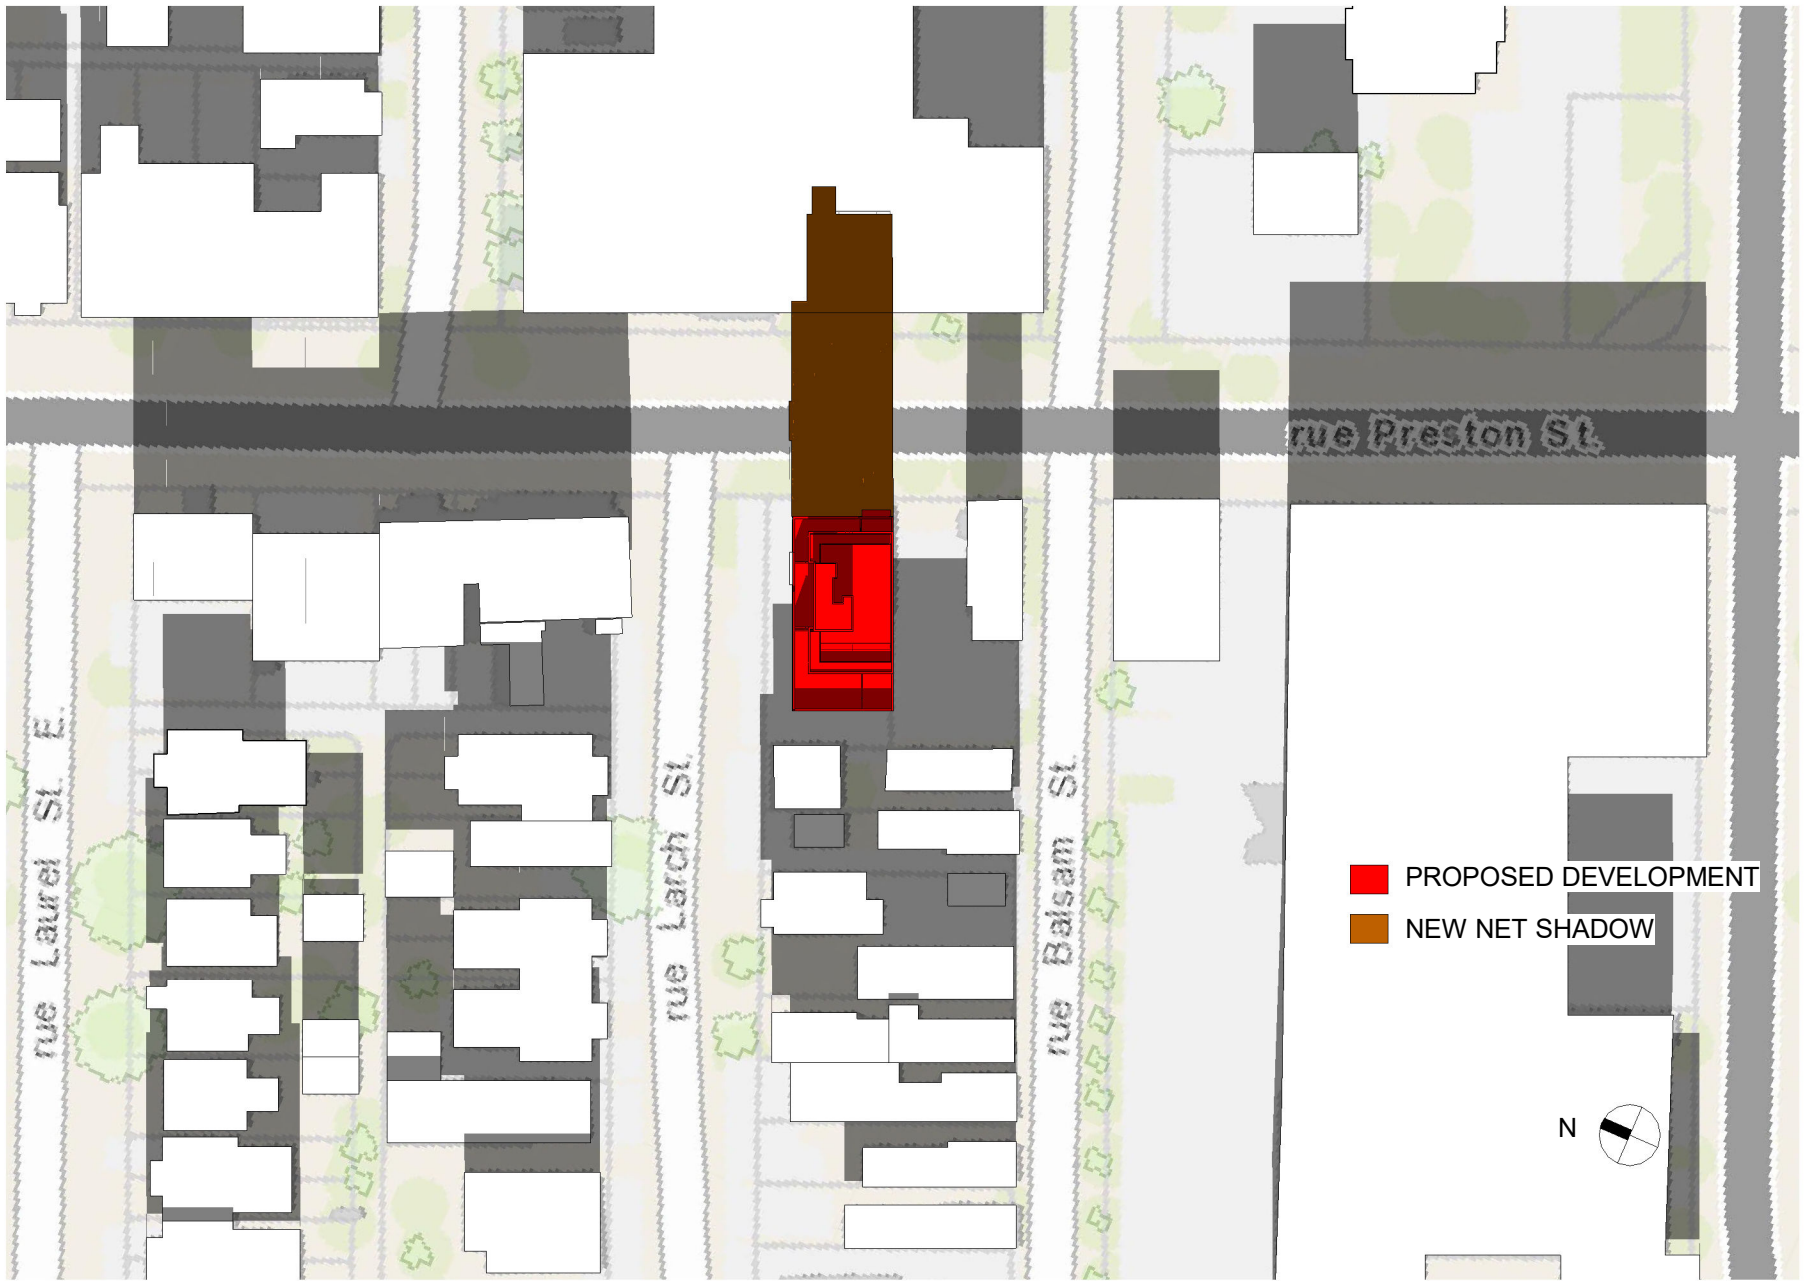 rue Preston St.
rue Laurel St. E.
rue Larch St.
rue Balsam St.
PROPOSED DEVELOPMENT
NEW NET SHADOW
N